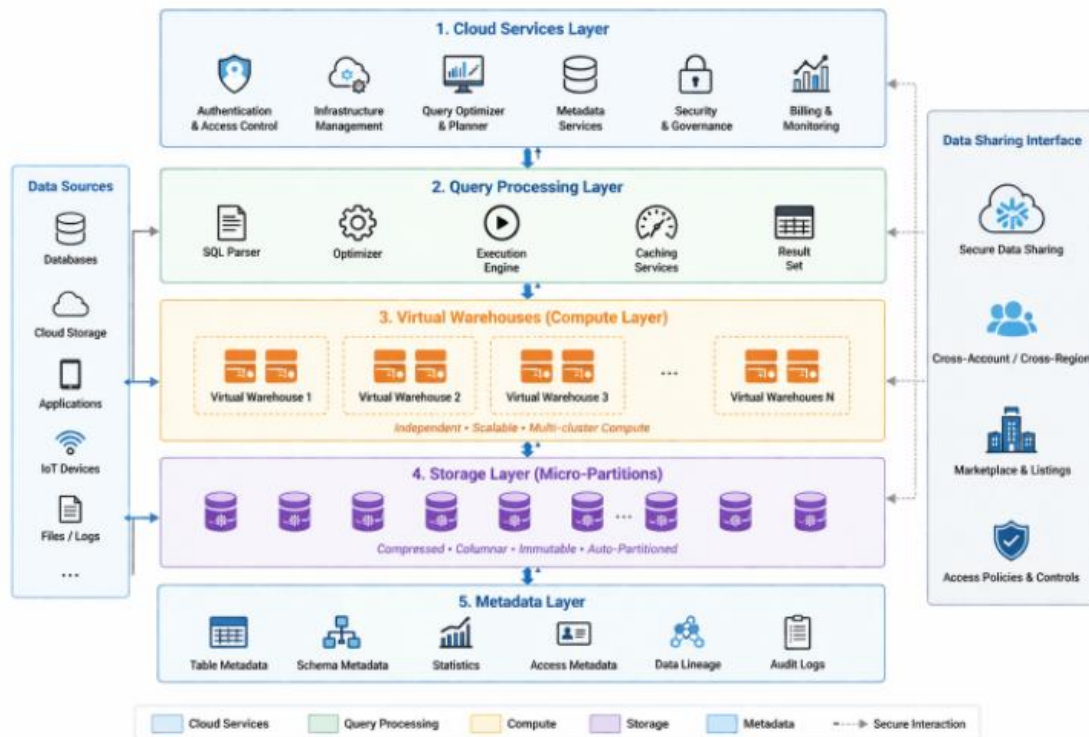 1. Cloud Services Layer
Authentication
& Access Control
Infrastructure
Management
Query Optimizer
& Planner
Metadata
Services
Security
& Governance
Billing &
Monitoring
Data Sources
Databases
Cloud Storage
Applications
IoT Devices
Files / Logs
...
2. Query Processing Layer
SQL Parser
Optimizer
Execution
Engine
Caching
Services
Result
Set
3. Virtual Warehouses (Compute Layer)
Virtual Warehouse 1
Virtual Warehouse 2
Virtual Warehouse 3
...
Virtual Warehoues N
Independent • Scalable • Multi-cluster Compute
4. Storage Layer (Micro-Partitions)
...
Compressed • Columnar • Immutable • Auto-Partitioned
5. Metadata Layer
Table Metadata
Schema Metadata
Statistics
Access Metadata
Data Lineage
Audit Logs
Data Sharing Interface
Secure Data Sharing
Cross-Account / Cross-Region
Marketplace & Listings
Access Policies & Controls
Cloud Services
Query Processing
Compute
Storage
Metadata
Secure Interaction